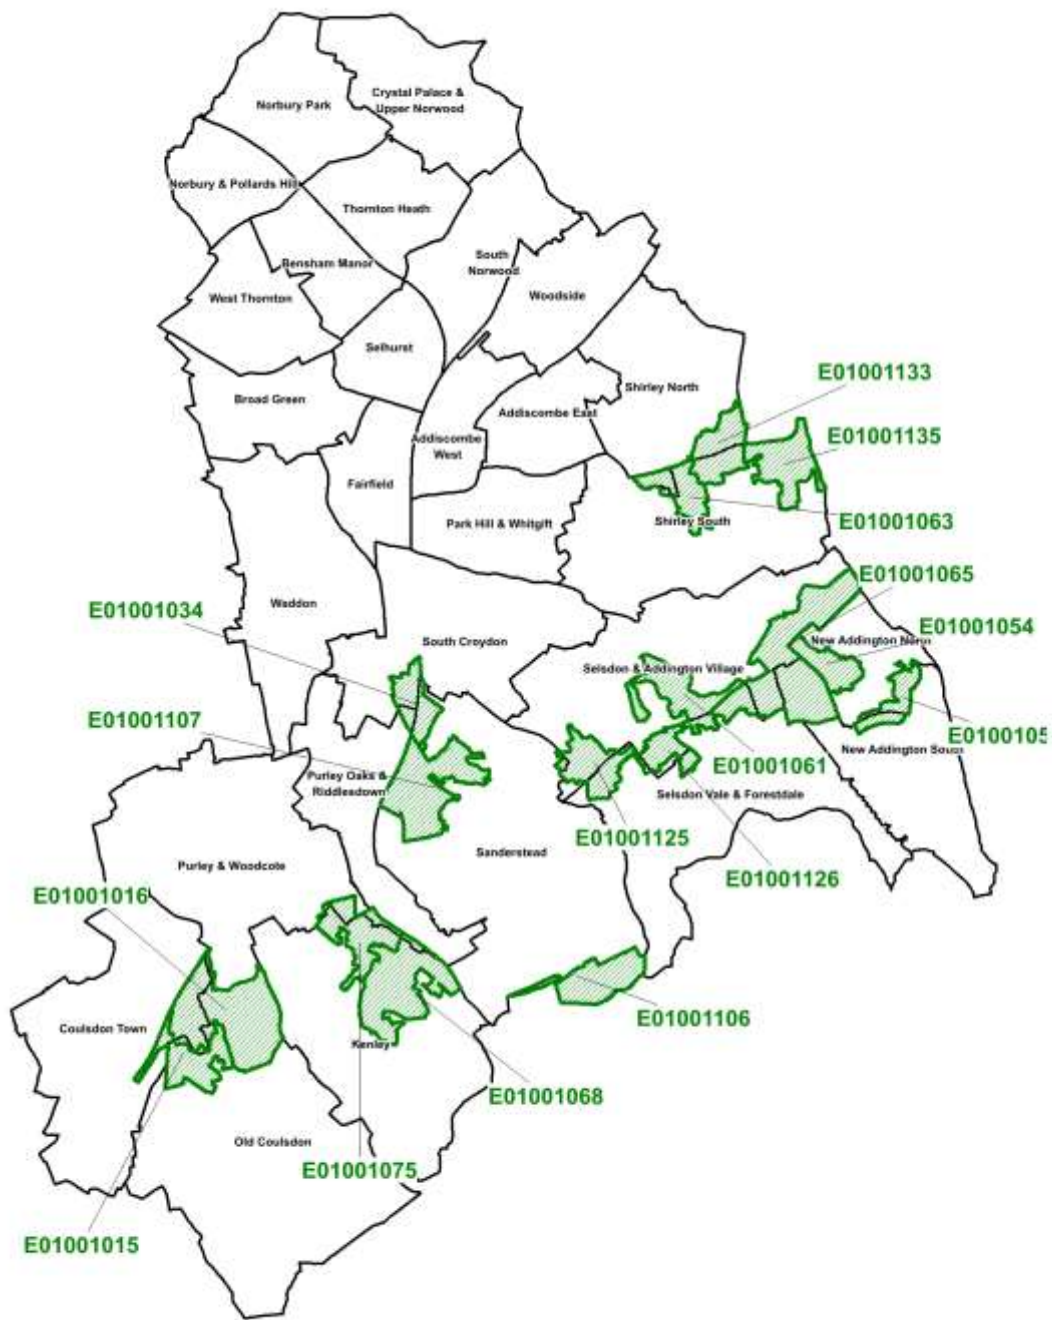 Crystal Palace &
Upper Norwood
Norbury Park
Norbury & Pollards Hill
Thornton Heath
South
Norwood
Bensham Manor
West Thornton
Woodside
Selhurst
E01001133
Shirley North
Broad Green
Addiscombe East
E01001135
Addiscombe
West
Fairfield
Park Hill & Whitgift
Shirley South
E01001063
E01001065
Waddon
E01001034
E01001054
South Croydon
New Addington North
Selsdon & Addington Village
E01001107
E0100105
New Addington South
Purley Oaks &
Riddlesdown
E01001061
Selsdon Vale & Forestdale
E01001125
Sanderstead
Purley & Woodcote
E01001126
E01001016
E01001106
Coulsdon Town
Kenley
E01001068
Old Coulsdon
E01001075
E01001015